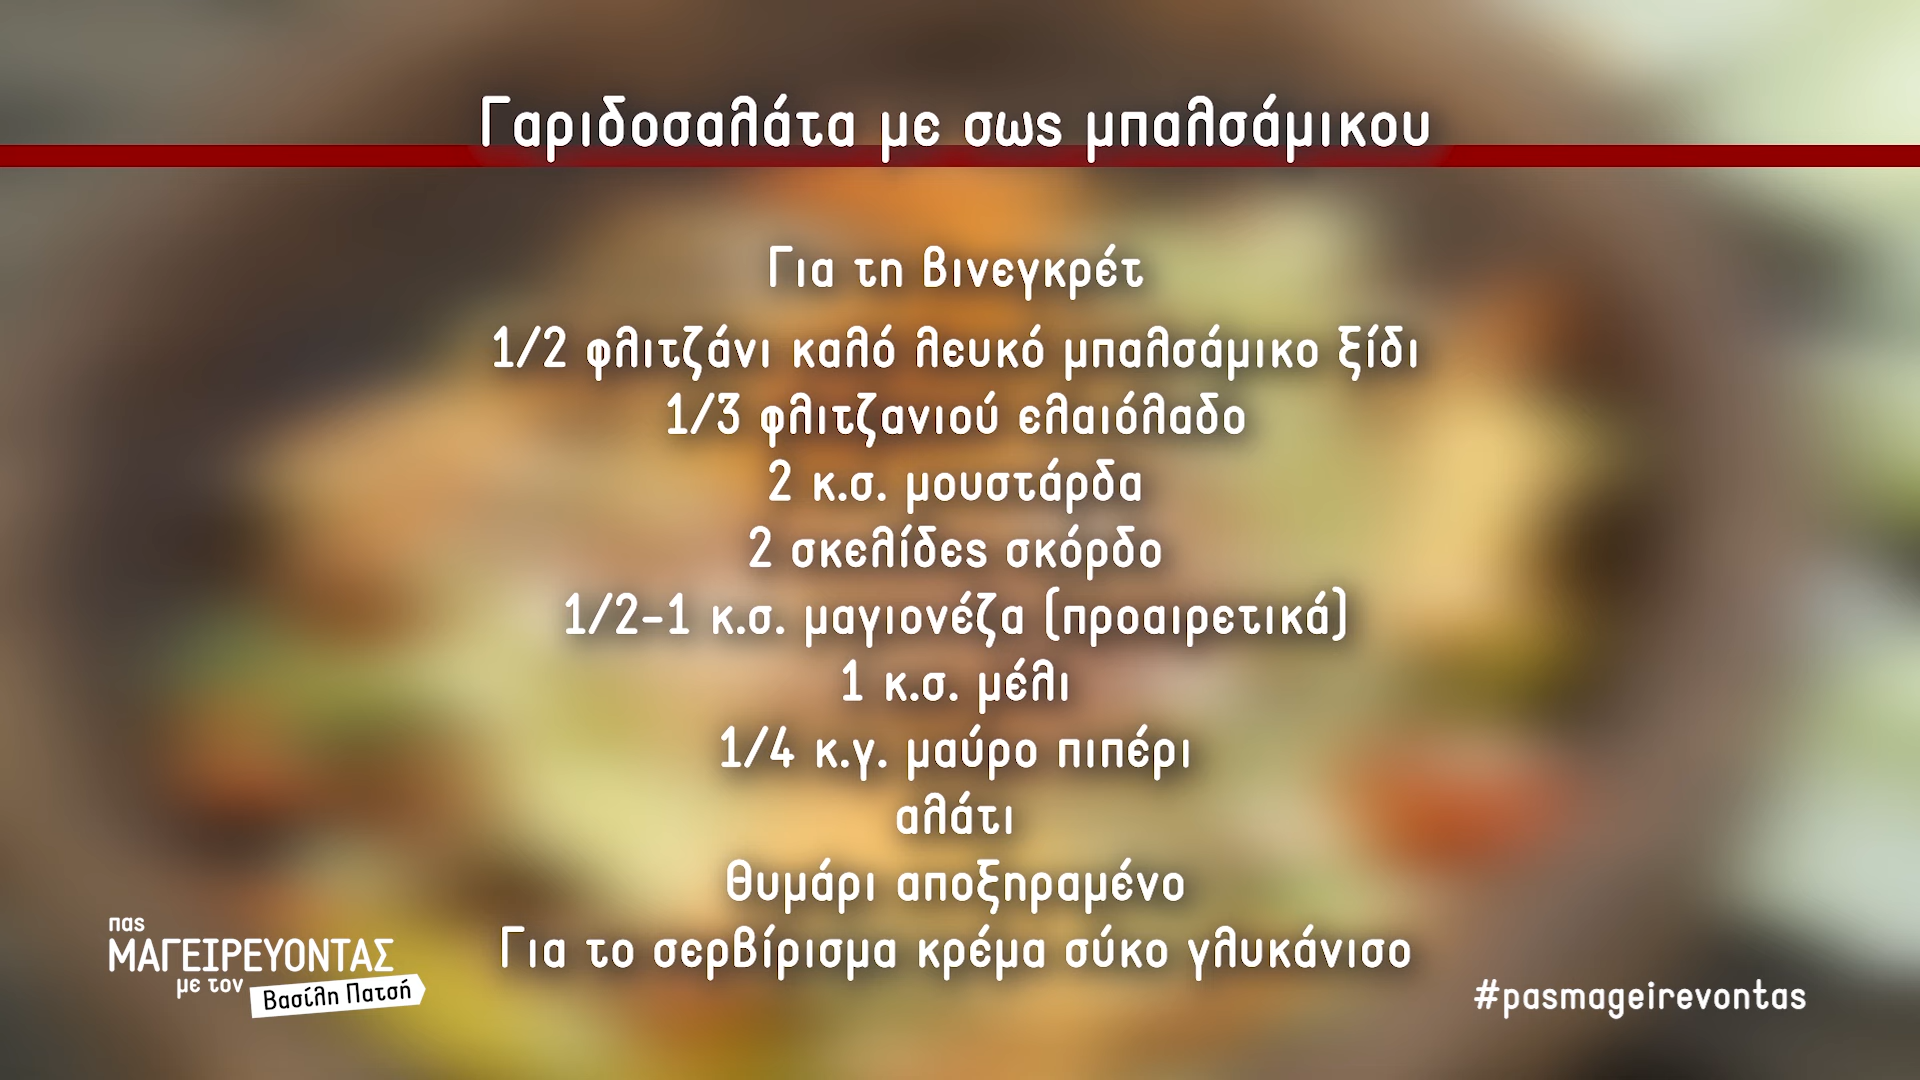 Γαριδοσαλάτα με σως μπαλσάμικου
Για τη βινεγκρέτ
1/2 φλιτζάνι καλό λευκό μπαλσάμικο ξίδι
1/3 φλιτζανιού ελαιόλαδο
2 κ.σ. μουστάρδα
2 σκελίδες σκόρδο
1/2-1 κ.σ. μαγιονέζα (προαιρετικά)
1 κ.σ. μέλι
1/4 κ.γ. μαύρο πιπέρι
αλάτι
θυμάρι αποξηραμένο
Για το σερβίρισμα κρέμα σύκο γλυκάνισο
πας
ΜΑΓΕΙΡΕΥΟΝΤΑΣ
με τον
Βασίλη Πατσή
#pasmageirevontas